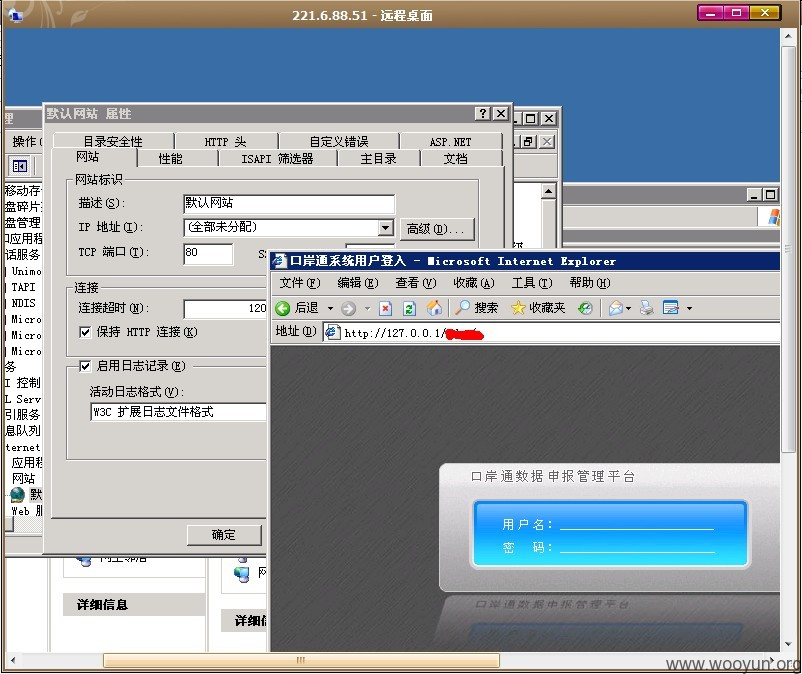 221.6.88.51 - 远程桌面
理
默认网站 属性
操作
目录安全性 HTTP 头 自定义错误 ASP.NET
网站 性能 ISAPI 筛选器 主目录 文档
网站标识
描述(S): 默认网站
IP 地址(I): (全部未分配) 高级(D)...
TCP 端口(T): 80
连接
连接超时(N): 120
保持 HTTP 连接(K)
启用日志记录(E)
活动日志格式(V):
W3C 扩展日志文件格式
确定
移动存
盘碎片
盘管理
应用程
话服务
Unimo
TAPI
NDIS
Micro
Micro
Micro
务
I 控制
L Serv
引服务
息队列
ternet
应用程
网站
默
Web 服
口岸通系统用户登入 - Microsoft Internet Explorer
文件(F) 编辑(E) 查看(V) 收藏(A) 工具(T) 帮助(H)
后退 搜索 收藏夹
地址(D) http://127.0.0.1/
口岸通数据申报管理平台
用户名:
密 码:
口岸通数据申报管理平台
网上邻居
详细信息
详细信
www.wooyun.org